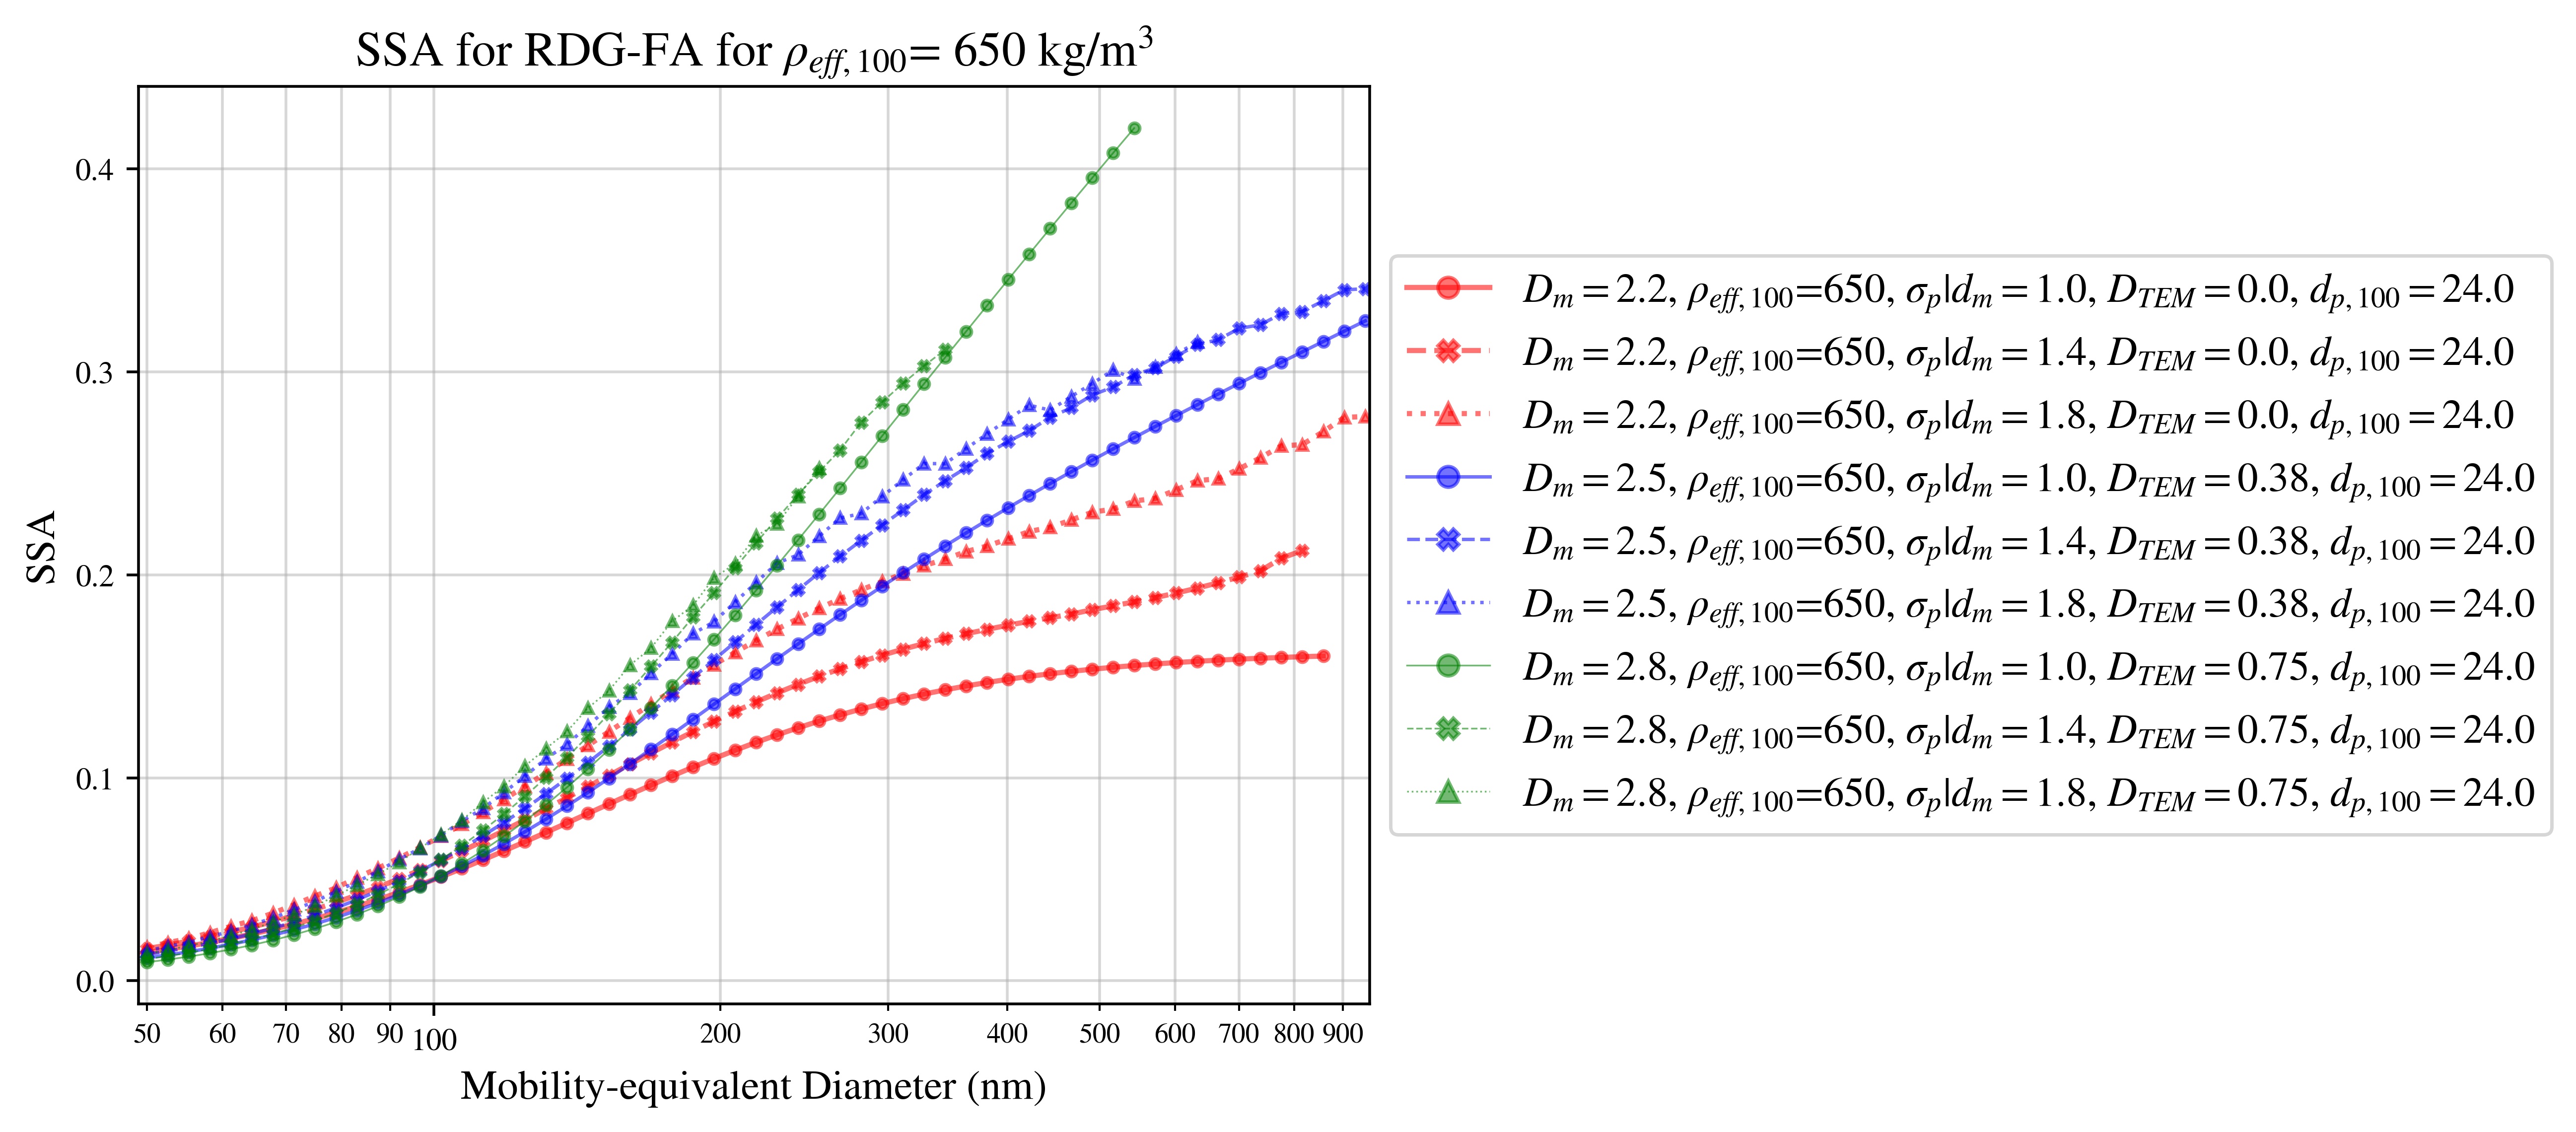 SSA for RDG-FA for ρeff, 100= 650 kg/m³
0.4
0.3
0.2
0.1
0.0
SSA
50 60 70 80 90 100 200 300 400 500 600 700 800 900
Mobility-equivalent Diameter (nm)
Dm = 2.2, ρeff, 100=650, σp|dm = 1.0, DTEM = 0.0, dp, 100 = 24.0
Dm = 2.2, ρeff, 100=650, σp|dm = 1.4, DTEM = 0.0, dp, 100 = 24.0
Dm = 2.2, ρeff, 100=650, σp|dm = 1.8, DTEM = 0.0, dp, 100 = 24.0
Dm = 2.5, ρeff, 100=650, σp|dm = 1.0, DTEM = 0.38, dp, 100 = 24.0
Dm = 2.5, ρeff, 100=650, σp|dm = 1.4, DTEM = 0.38, dp, 100 = 24.0
Dm = 2.5, ρeff, 100=650, σp|dm = 1.8, DTEM = 0.38, dp, 100 = 24.0
Dm = 2.8, ρeff, 100=650, σp|dm = 1.0, DTEM = 0.75, dp, 100 = 24.0
Dm = 2.8, ρeff, 100=650, σp|dm = 1.4, DTEM = 0.75, dp, 100 = 24.0
Dm = 2.8, ρeff, 100=650, σp|dm = 1.8, DTEM = 0.75, dp, 100 = 24.0